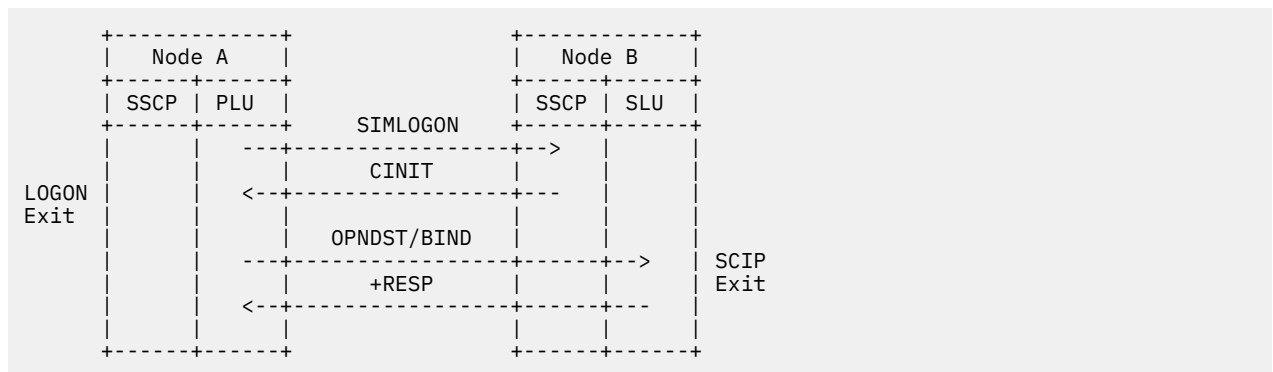 Node A Node B
SSCP PLU SSCP SLU
SIMLOGON
CINIT
LOGON
Exit
OPNDST/BIND
SCIP
+RESP Exit